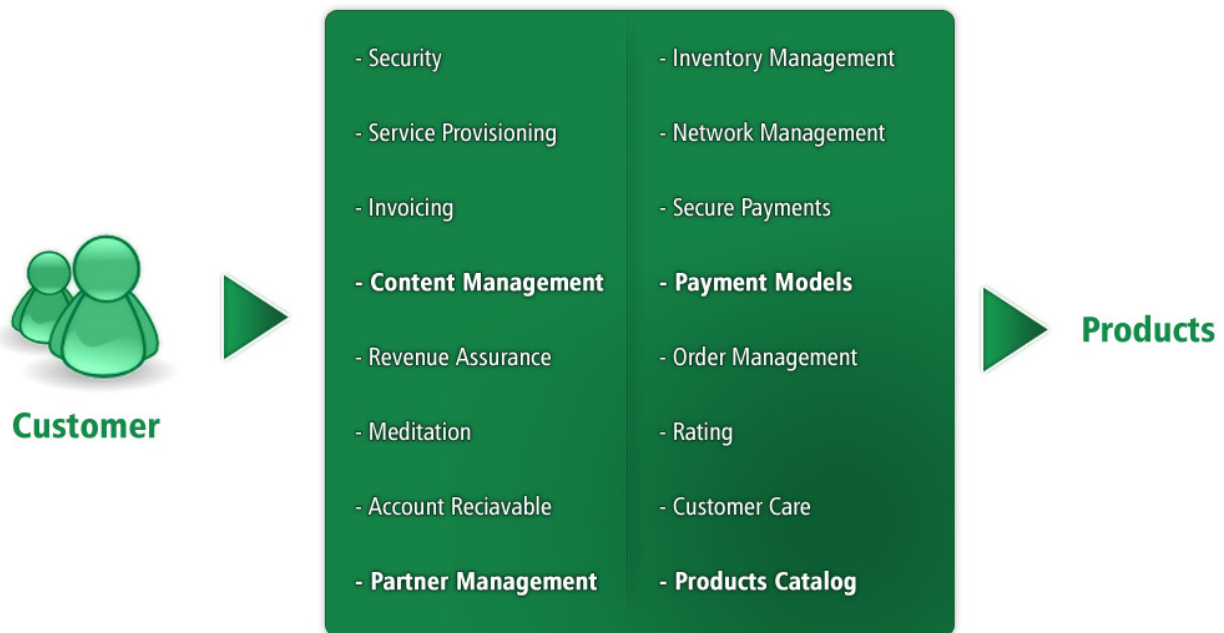 Customer
- Security
- Service Provisioning
- Invoicing
- Content Management
- Revenue Assurance
- Meditation
- Account Reciavable
- Partner Management
- Inventory Management
- Network Management
- Secure Payments
- Payment Models
- Order Management
- Rating
- Customer Care
- Products Catalog
Products